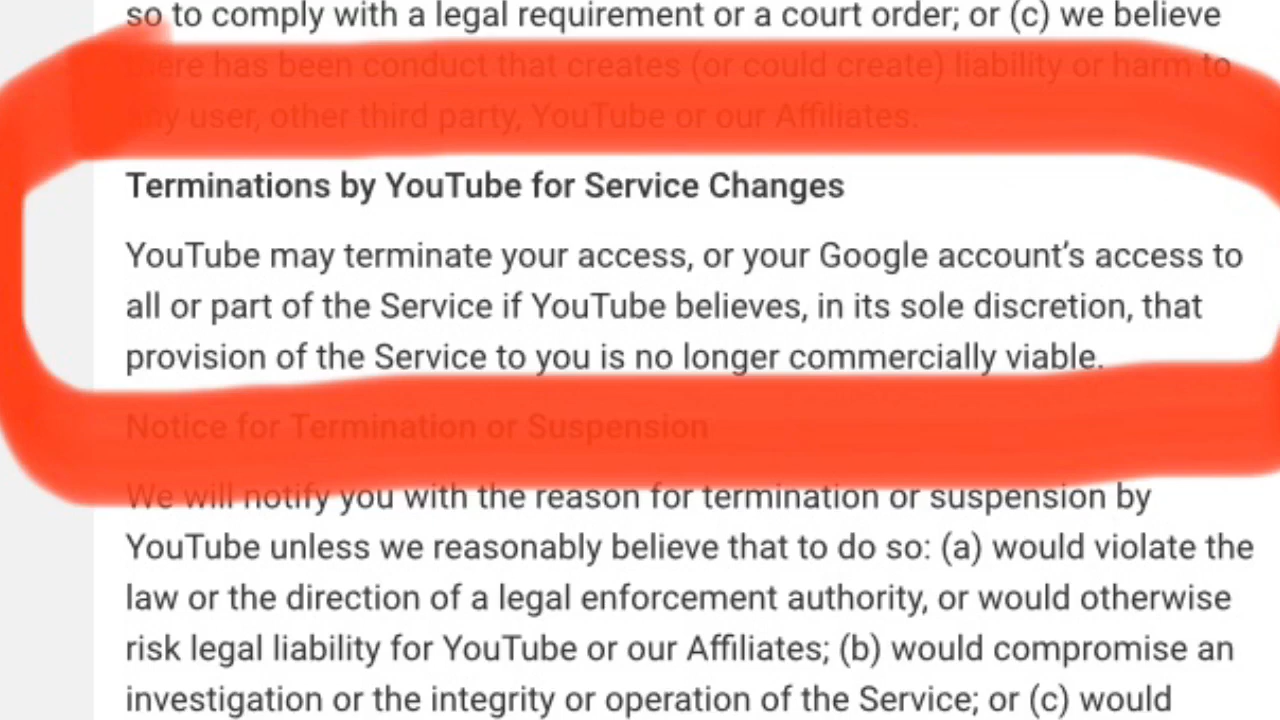 so to comply with a legal requirement or a court order; or (c) we believe
there has been conduct that creates (or could create) liability or harm to
any user, other third party, YouTube or our Affiliates.
Terminations by YouTube for Service Changes
YouTube may terminate your access, or your Google account’s access to
all or part of the Service if YouTube believes, in its sole discretion, that
provision of the Service to you is no longer commercially viable.
Notice for Termination or Suspension
We will notify you with the reason for termination or suspension by
YouTube unless we reasonably believe that to do so: (a) would violate the
law or the direction of a legal enforcement authority, or would otherwise
risk legal liability for YouTube or our Affiliates; (b) would compromise an
investigation or the integrity or operation of the Service; or (c) would